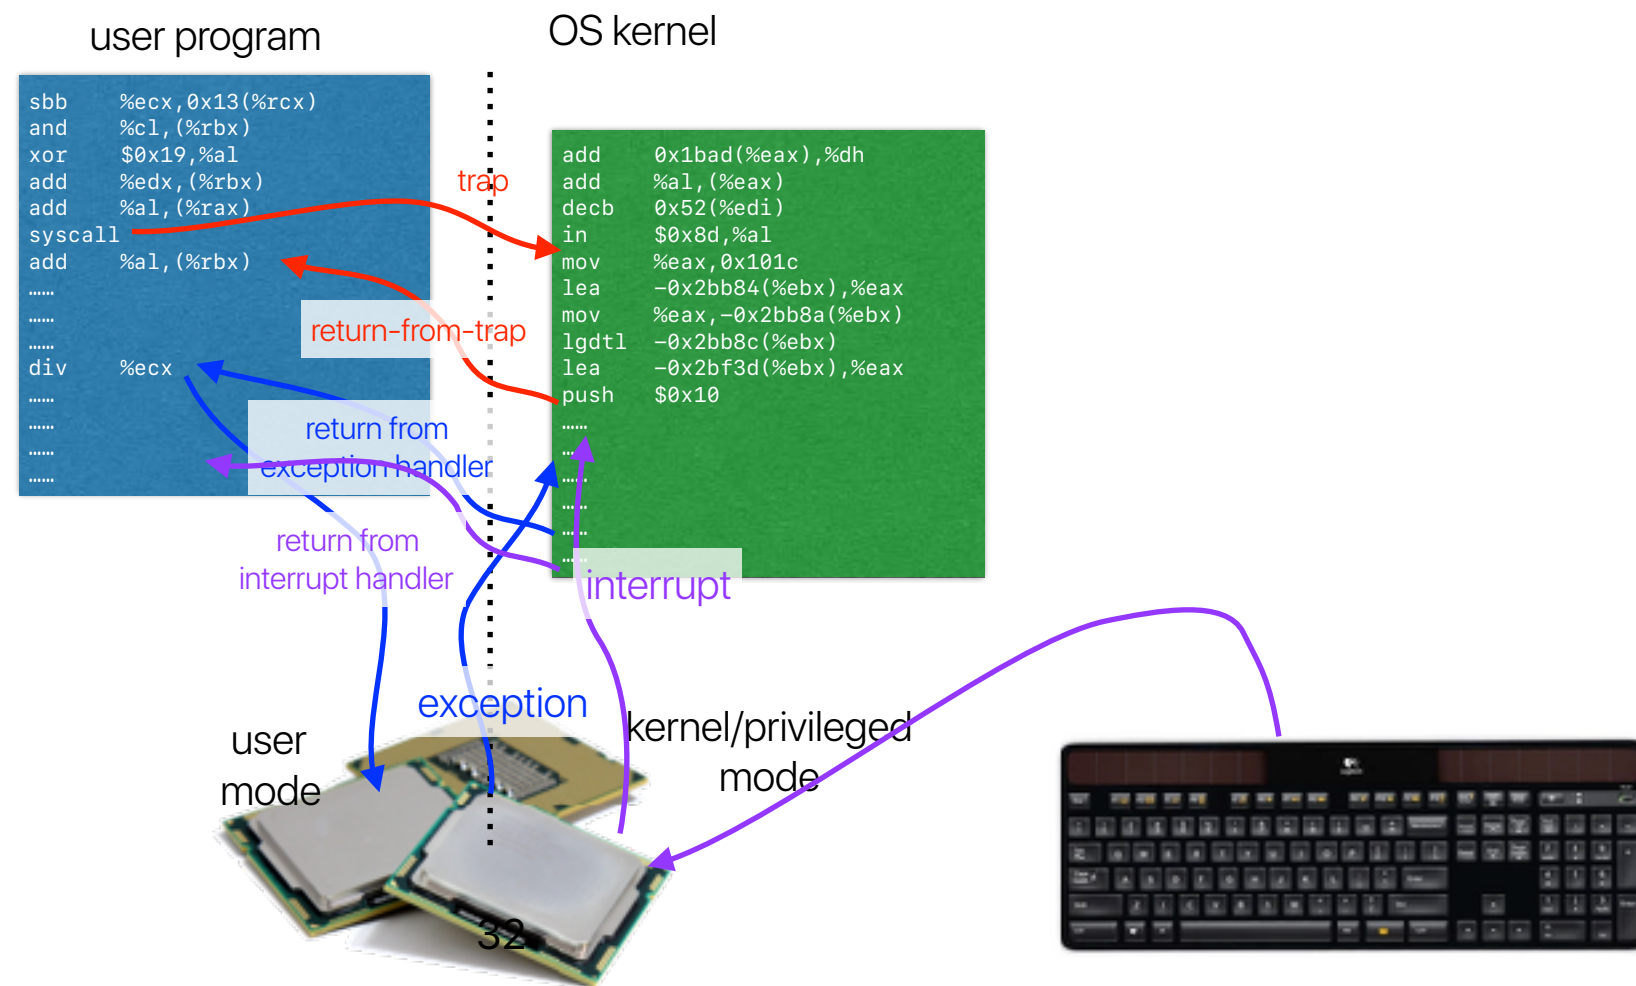 user program
OS kernel
sbb %ecx,0x13(%rcx)
and %cl,(%rbx)
xor $0x19,%al
add %edx,(%rbx)
add %al,(%rax)
syscall
add %al,(%rbx)
……
……
……
div %ecx
……
……
……
……
add 0x1bad(%eax),%dh
add %al,(%eax)
decb 0x52(%edi)
in $0x8d,%al
mov %eax,0x101c
lea -0x2bb84(%ebx),%eax
mov %eax,-0x2bb8a(%ebx)
lgdtl -0x2bb8c(%ebx)
lea -0x2bf3d(%ebx),%eax
push $0x10
……
……
……
……
……
……
trap
return-from-trap
return from
exception handler
return from
interrupt handler
interrupt
exception
user
mode
kernel/privileged
mode
32